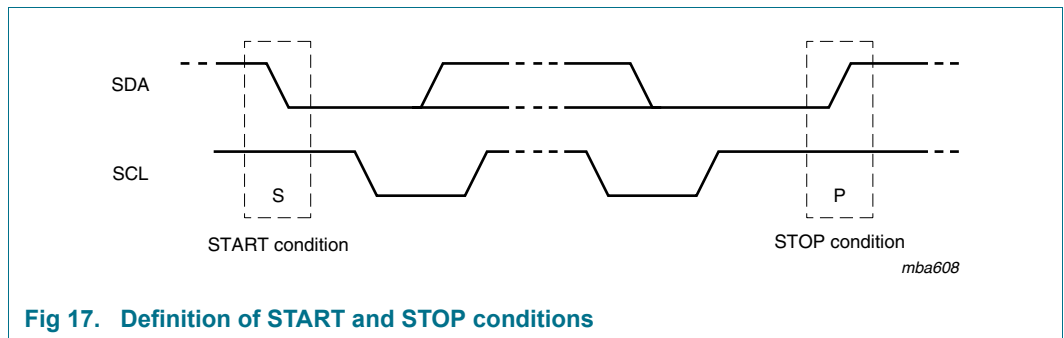 SDA
SCL
S
P
START condition
STOP condition
mba608
Fig 17. Definition of START and STOP conditions